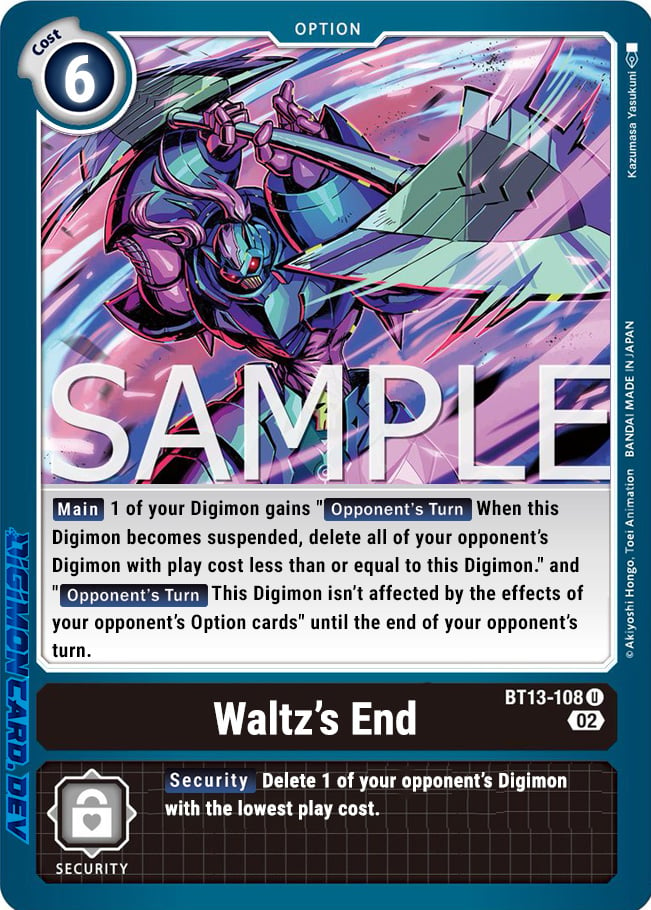 OPTION
Cost
6
Kazumasa Yasukuni
SAMPLE
Main 1 of your Digimon gains "Opponent's Turn When this
Digimon becomes suspended, delete all of your opponent's
Digimon with play cost less than or equal to this Digimon." and
"Opponent's Turn This Digimon isn't affected by the effects of
your opponent's Option cards" until the end of your opponent's
turn.
©Akiyoshi Hongo, Toei Animation BANDAI MADE IN JAPAN
DIGIMONCARD.DEV
BT13-108 U
Waltz's End
02
Security Delete 1 of your opponent's Digimon
with the lowest play cost.
SECURITY